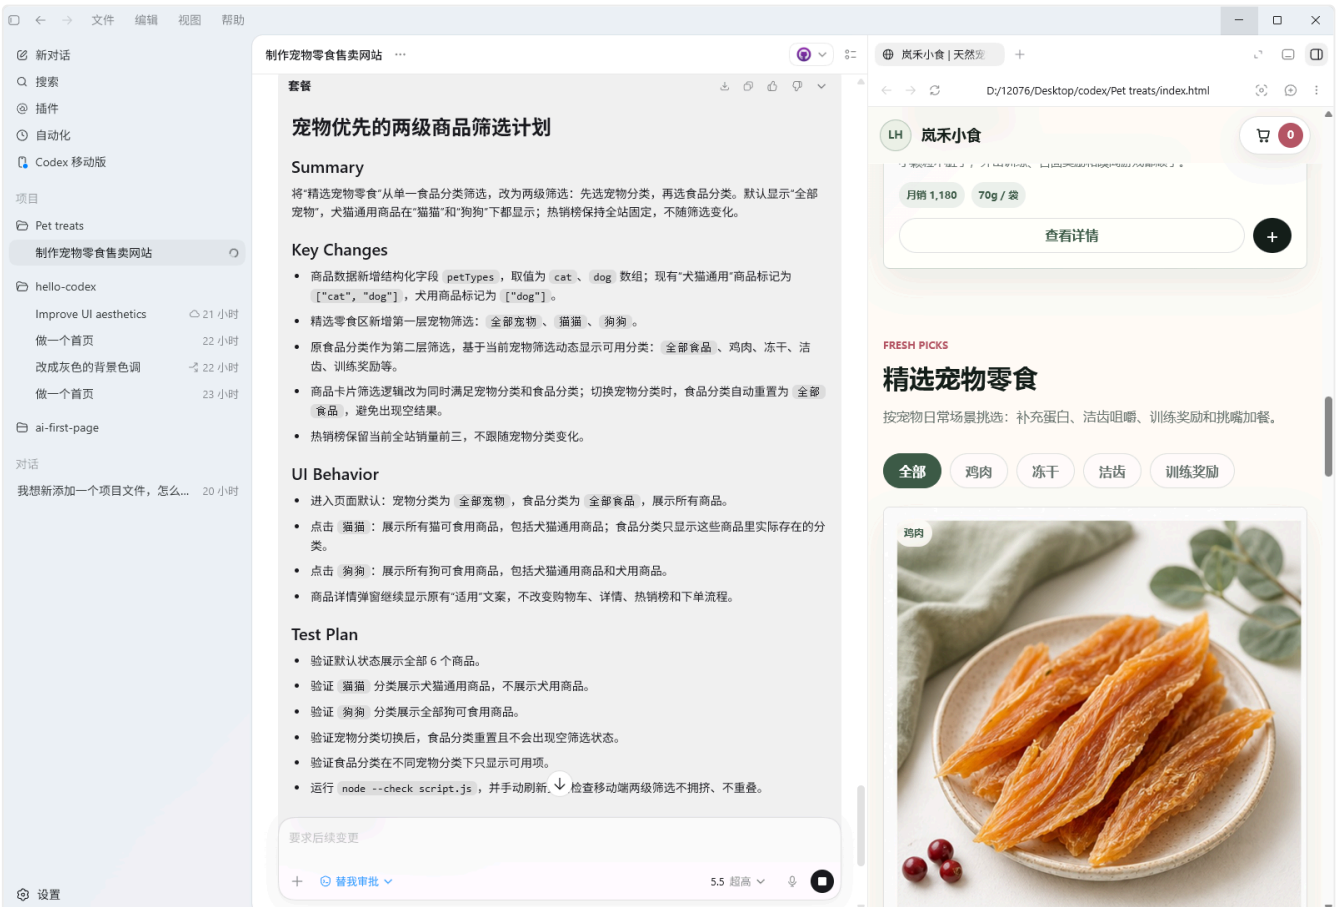 文件 编辑 视图 帮助
新对话
搜索
插件
自动化
Codex 移动版
项目
Pet treats
制作宠物零食售卖网站
hello-codex
Improve UI aesthetics 21 小时
做一个首页 22 小时
改成灰色的背景色调 22 小时
做一个首页 23 小时
ai-first-page
对话
我想新添加一个项目文件，怎么... 20 小时
设置
制作宠物零食售卖网站 ...
套餐
宠物优先的两级商品筛选计划
Summary
将“精选宠物零食”从单一食品分类筛选，改为两级筛选：先选宠物分类，再选食品分类。默认显示“全部
宠物”，犬猫通用商品在“猫猫”和“狗狗”下都显示；热销榜保持全站固定，不随筛选变化。
Key Changes
• 商品数据新增结构化字段 petTypes，取值为 cat、dog 数组；现有“犬猫通用”商品标记为
["cat", "dog"]，犬用商品标记为 ["dog"]。
• 精选零食区新增第一层宠物筛选：全部宠物、猫猫、狗狗。
• 原食品分类作为第二层筛选，基于当前宠物筛选动态显示可用分类：全部食品、鸡肉、冻干、洁
齿、训练奖励等。
• 商品卡片筛选逻辑改为同时满足宠物分类和食品分类；切换宠物分类时，食品分类自动重置为 全部
食品，避免出现空结果。
• 热销榜保留当前全站销量前三，不跟随宠物分类变化。
UI Behavior
• 进入页面默认：宠物分类为 全部宠物，食品分类为 全部食品，展示所有商品。
• 点击 猫猫：展示所有猫可食用商品，包括犬猫通用商品；食品分类只显示这些商品里实际存在的分
类。
• 点击 狗狗：展示所有狗可食用商品，包括犬猫通用商品和犬用商品。
• 商品详情弹窗继续显示原有“适用”文案，不改变购物车、详情、热销榜和下单流程。
Test Plan
• 验证默认状态展示全部 6 个商品。
• 验证 猫猫 分类展示犬猫通用商品，不展示犬用商品。
• 验证 狗狗 分类展示全部狗可食用商品。
• 验证宠物分类切换后，食品分类重置且不会出现空筛选状态。
• 验证食品分类在不同宠物分类下只显示可用项。
• 运行 node --check script.js，并手动刷新 检查移动端两级筛选不拥挤、不重叠。
要求后续变更
替我审批 5.5 超高
岚禾小食 | 天然宠
D:/12076/Desktop/codex/Pet treats/index.html
LH 岚禾小食 0
月销 1,180 70g / 袋
查看详情 +
FRESH PICKS
精选宠物零食
按宠物日常场景挑选：补充蛋白、洁齿咀嚼、训练奖励和挑嘴加餐。
全部 鸡肉 冻干 洁齿 训练奖励
鸡肉